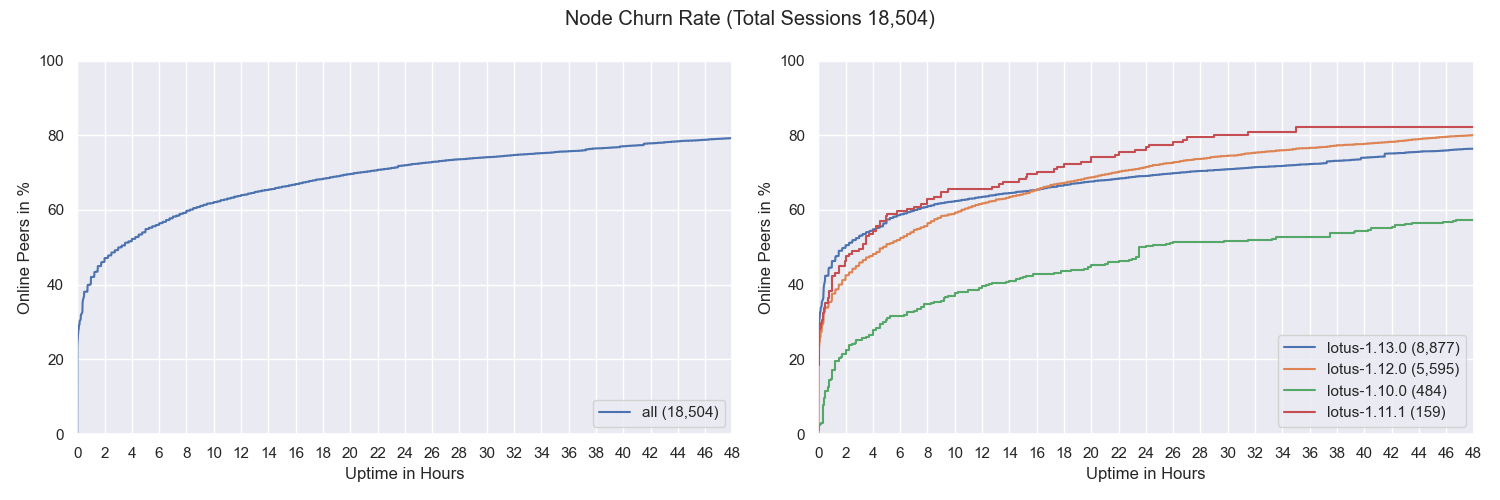 Node Churn Rate (Total Sessions 18,504)
Online Peers in %
100
80
60
40
20
0
0 2 4 6 8 10 12 14 16 18 20 22 24 26 28 30 32 34 36 38 40 42 44 46 48
Uptime in Hours
all (18,504)
Online Peers in %
100
80
60
40
20
0
0 2 4 6 8 10 12 14 16 18 20 22 24 26 28 30 32 34 36 38 40 42 44 46 48
Uptime in Hours
lotus-1.13.0 (8,877)
lotus-1.12.0 (5,595)
lotus-1.10.0 (484)
lotus-1.11.1 (159)